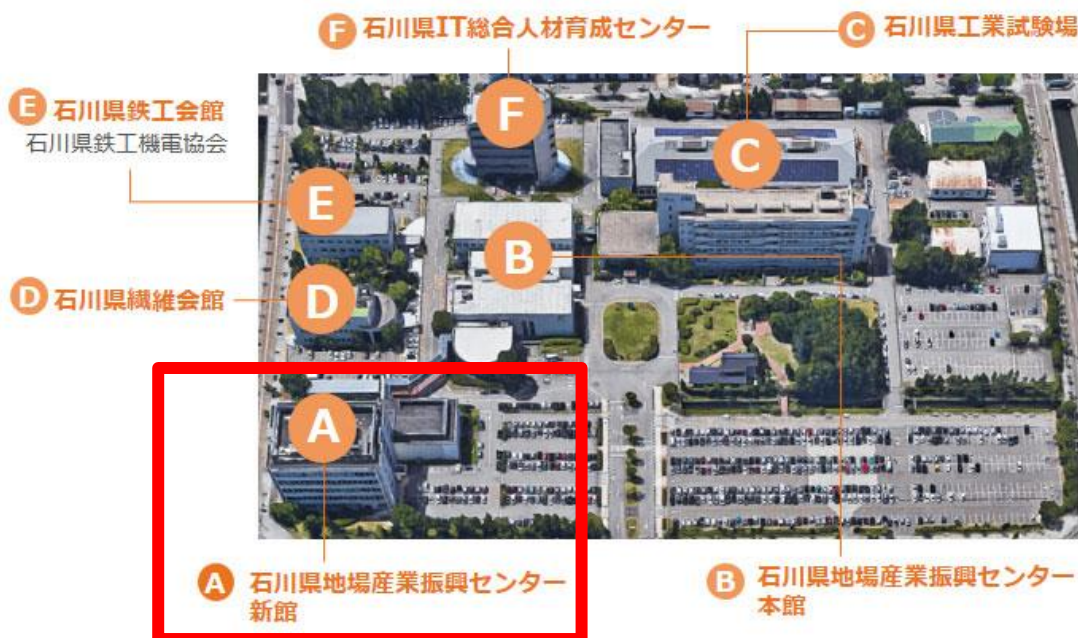 F 石川県IT総合人材育成センター
C 石川県工業試験場
E 石川県鉄工会館
石川県鉄工機電協会
F
C
E
B
D 石川県繊維会館
D
A
A 石川県地場産業振興センター
新館
B 石川県地場産業振興センター
本館